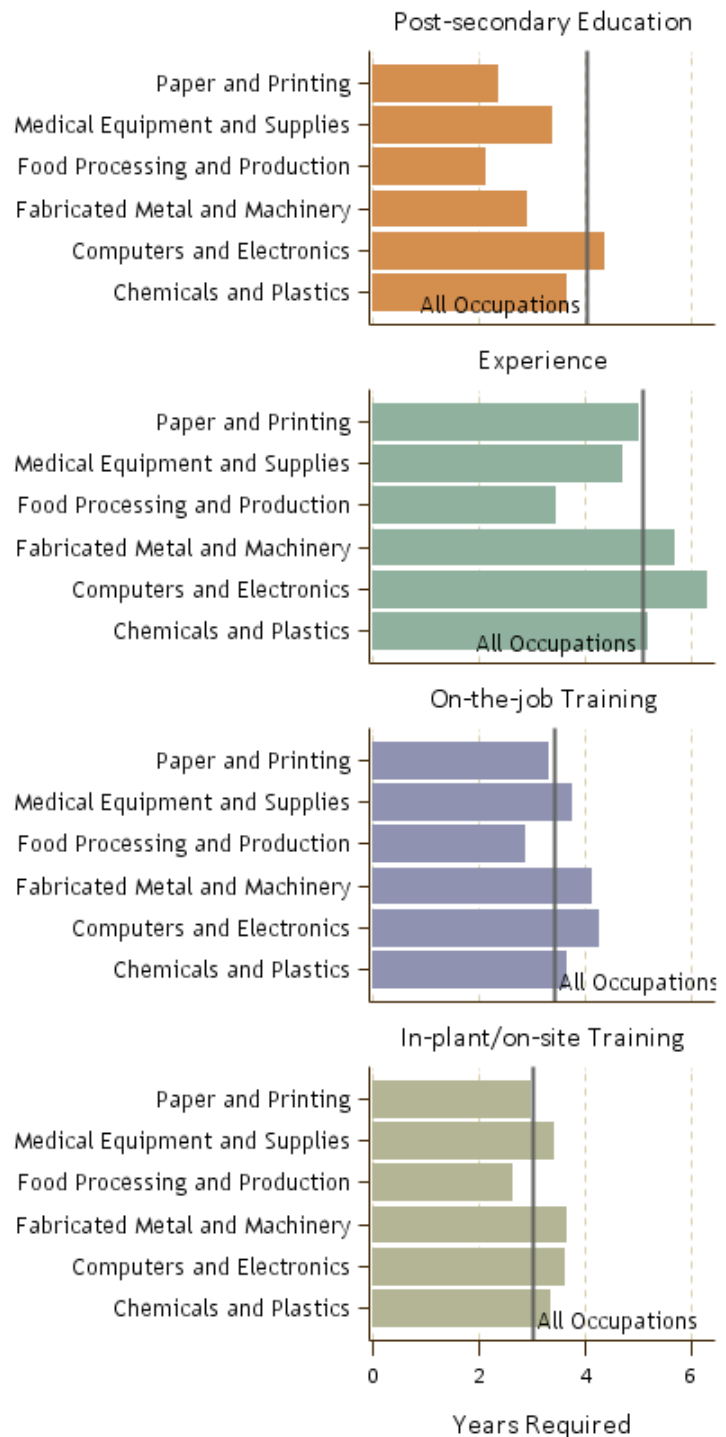 Post-secondary Education
Paper and Printing
Medical Equipment and Supplies
Food Processing and Production
Fabricated Metal and Machinery
Computers and Electronics
Chemicals and Plastics
All Occupations
Experience
Paper and Printing
Medical Equipment and Supplies
Food Processing and Production
Fabricated Metal and Machinery
Computers and Electronics
Chemicals and Plastics
All Occupations
On-the-job Training
Paper and Printing
Medical Equipment and Supplies
Food Processing and Production
Fabricated Metal and Machinery
Computers and Electronics
Chemicals and Plastics
All Occupations
In-plant/on-site Training
Paper and Printing
Medical Equipment and Supplies
Food Processing and Production
Fabricated Metal and Machinery
Computers and Electronics
Chemicals and Plastics
All Occupations
0 2 4 6
Years Required